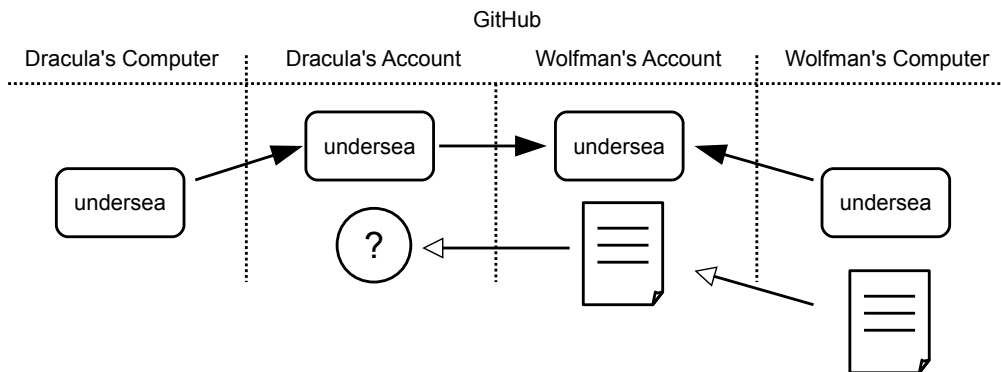 GitHub
Dracula's Computer
Dracula's Account
Wolfman's Account
Wolfman's Computer
undersea
undersea
undersea
undersea
?